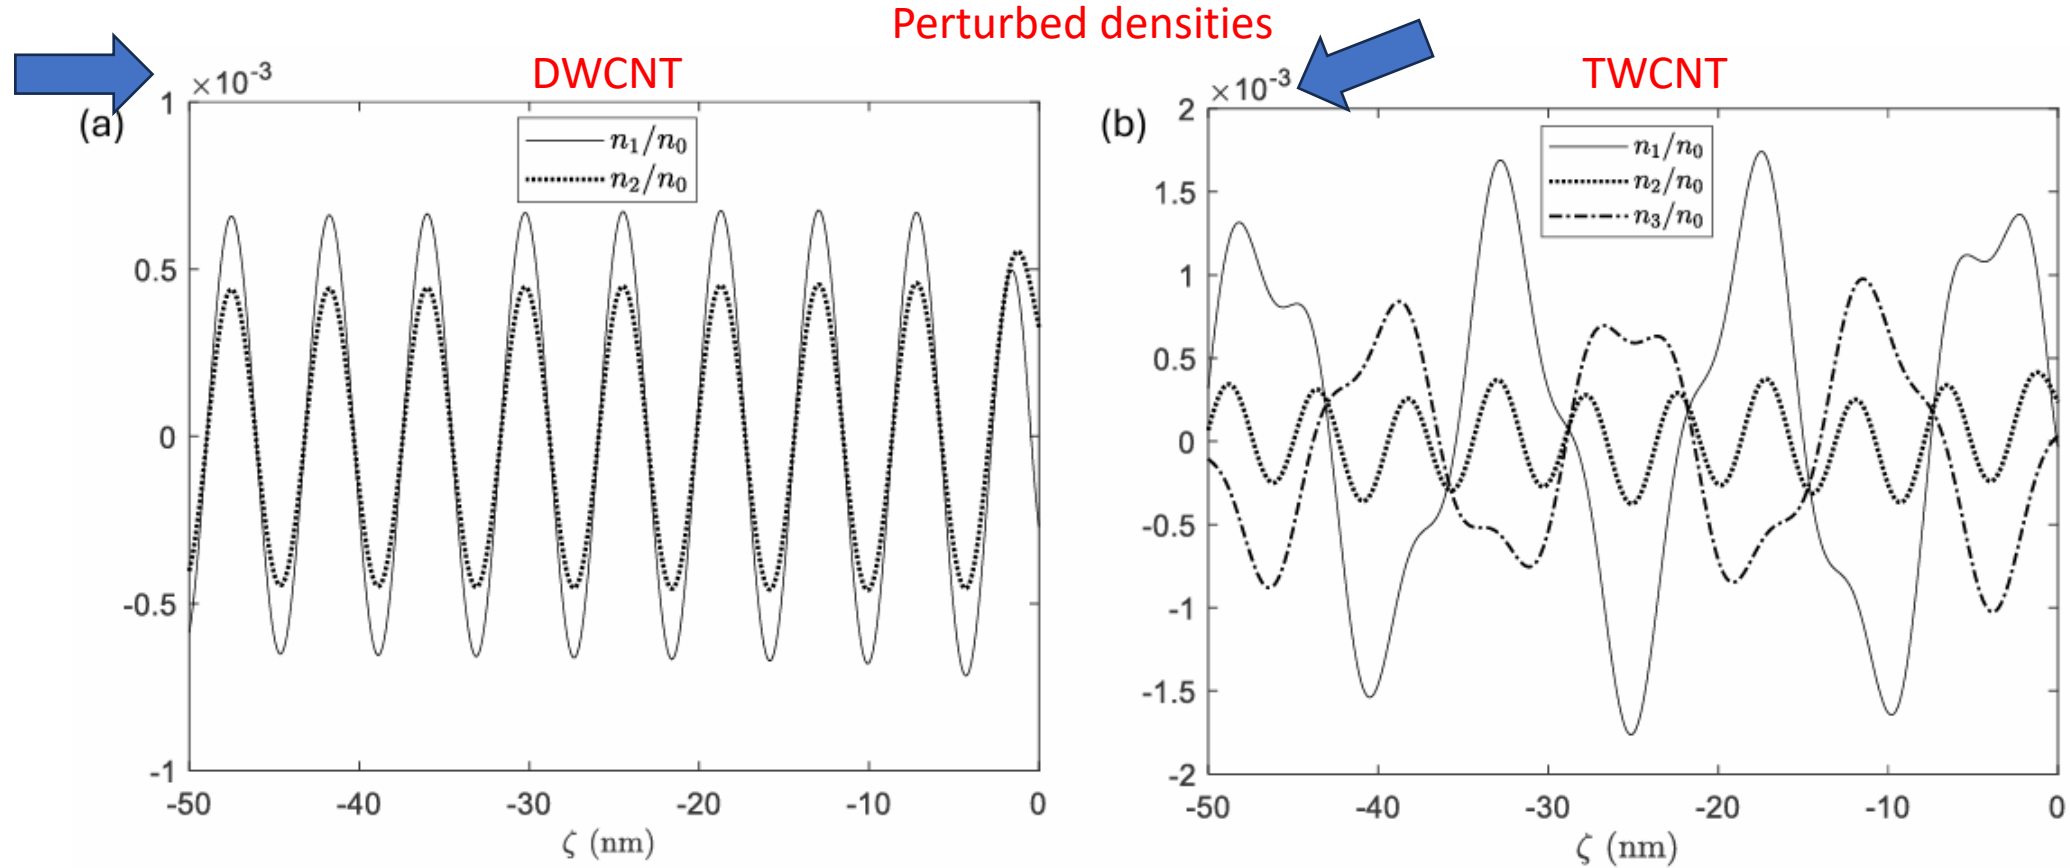 Perturbed densities
DWCNT
×10⁻³
(a)
n₁/n₀
n₂/n₀
1
0.5
0
-0.5
-1
-50 -40 -30 -20 -10 0
ζ (nm)
TWCNT
×10⁻³
(b)
n₁/n₀
n₂/n₀
n₃/n₀
2
1.5
1
0.5
0
-0.5
-1
-1.5
-2
-50 -40 -30 -20 -10 0
ζ (nm)